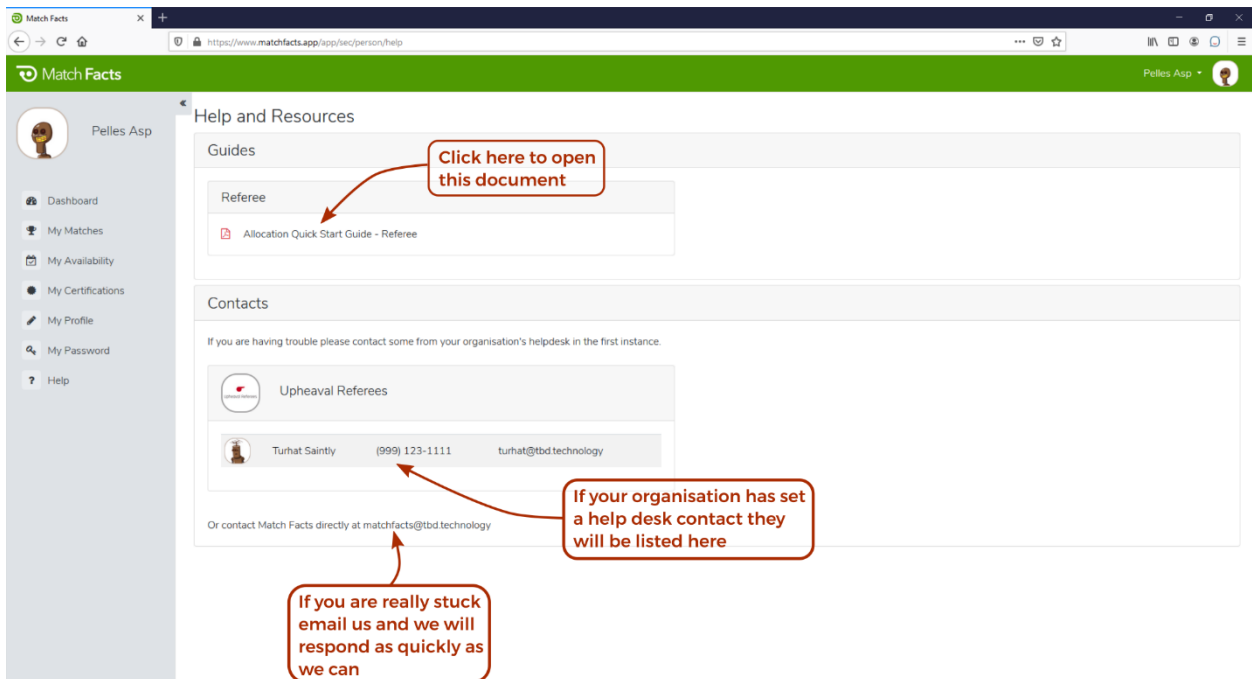 Match Facts
https://www.matchfacts.app/app/sec/person/help
Match Facts
Pelles Asp
Pelles Asp
Dashboard
My Matches
My Availability
My Certifications
My Profile
My Password
Help
Help and Resources
Guides
Click here to open
this document
Referee
Allocation Quick Start Guide - Referee
Contacts
If you are having trouble please contact some from your organisation's helpdesk in the first instance.
Upheaval Referees
Upheaval Referees
Turhat Saintly (999) 123-1111 turhat@tbd.technology
If your organisation has set
a help desk contact they
will be listed here
Or contact Match Facts directly at matchfacts@tbd.technology
If you are really stuck
email us and we will
respond as quickly as
we can